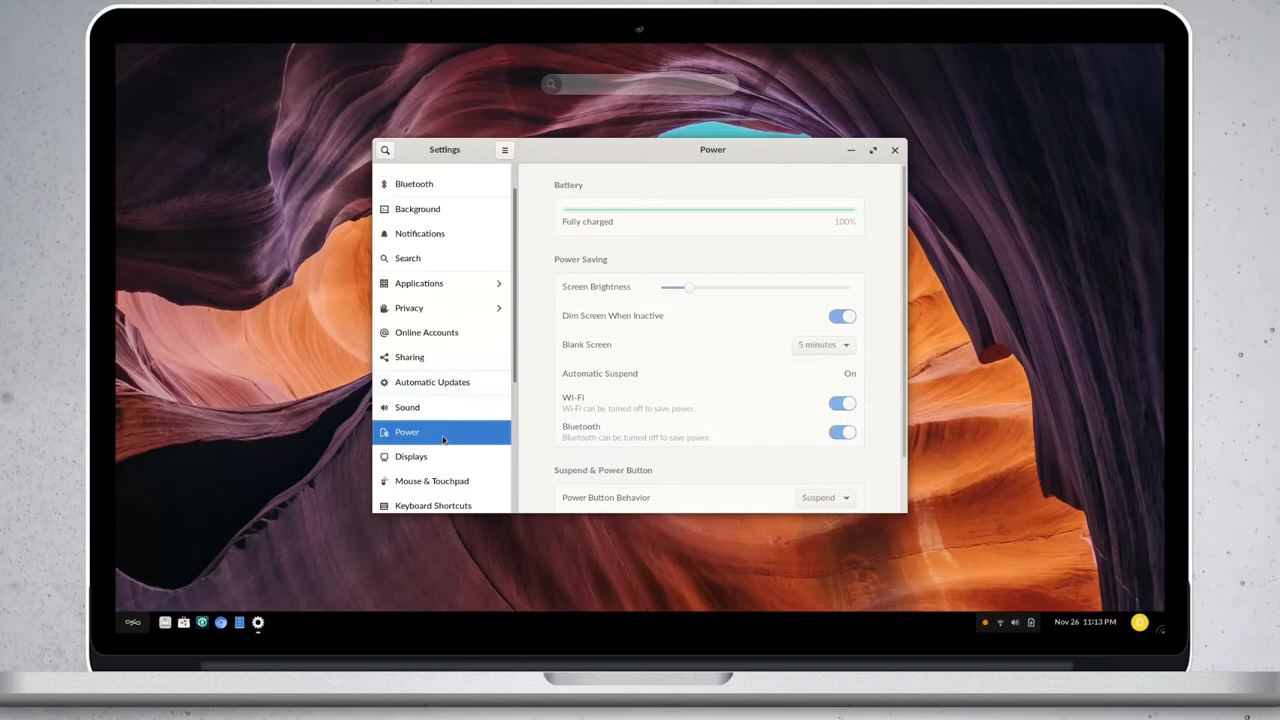 Settings
Power
Bluetooth
Background
Notifications
Search
Applications
Privacy
Online Accounts
Sharing
Automatic Updates
Sound
Power
Displays
Mouse & Touchpad
Keyboard Shortcuts
Battery
Fully charged 100%
Power Saving
Screen Brightness
Dim Screen When Inactive
Blank Screen 5 minutes
Automatic Suspend On
Wi-Fi
Wi-Fi can be turned off to save power.
Bluetooth
Bluetooth can be turned off to save power.
Suspend & Power Button
Power Button Behavior Suspend
Nov 26 11:13 PM